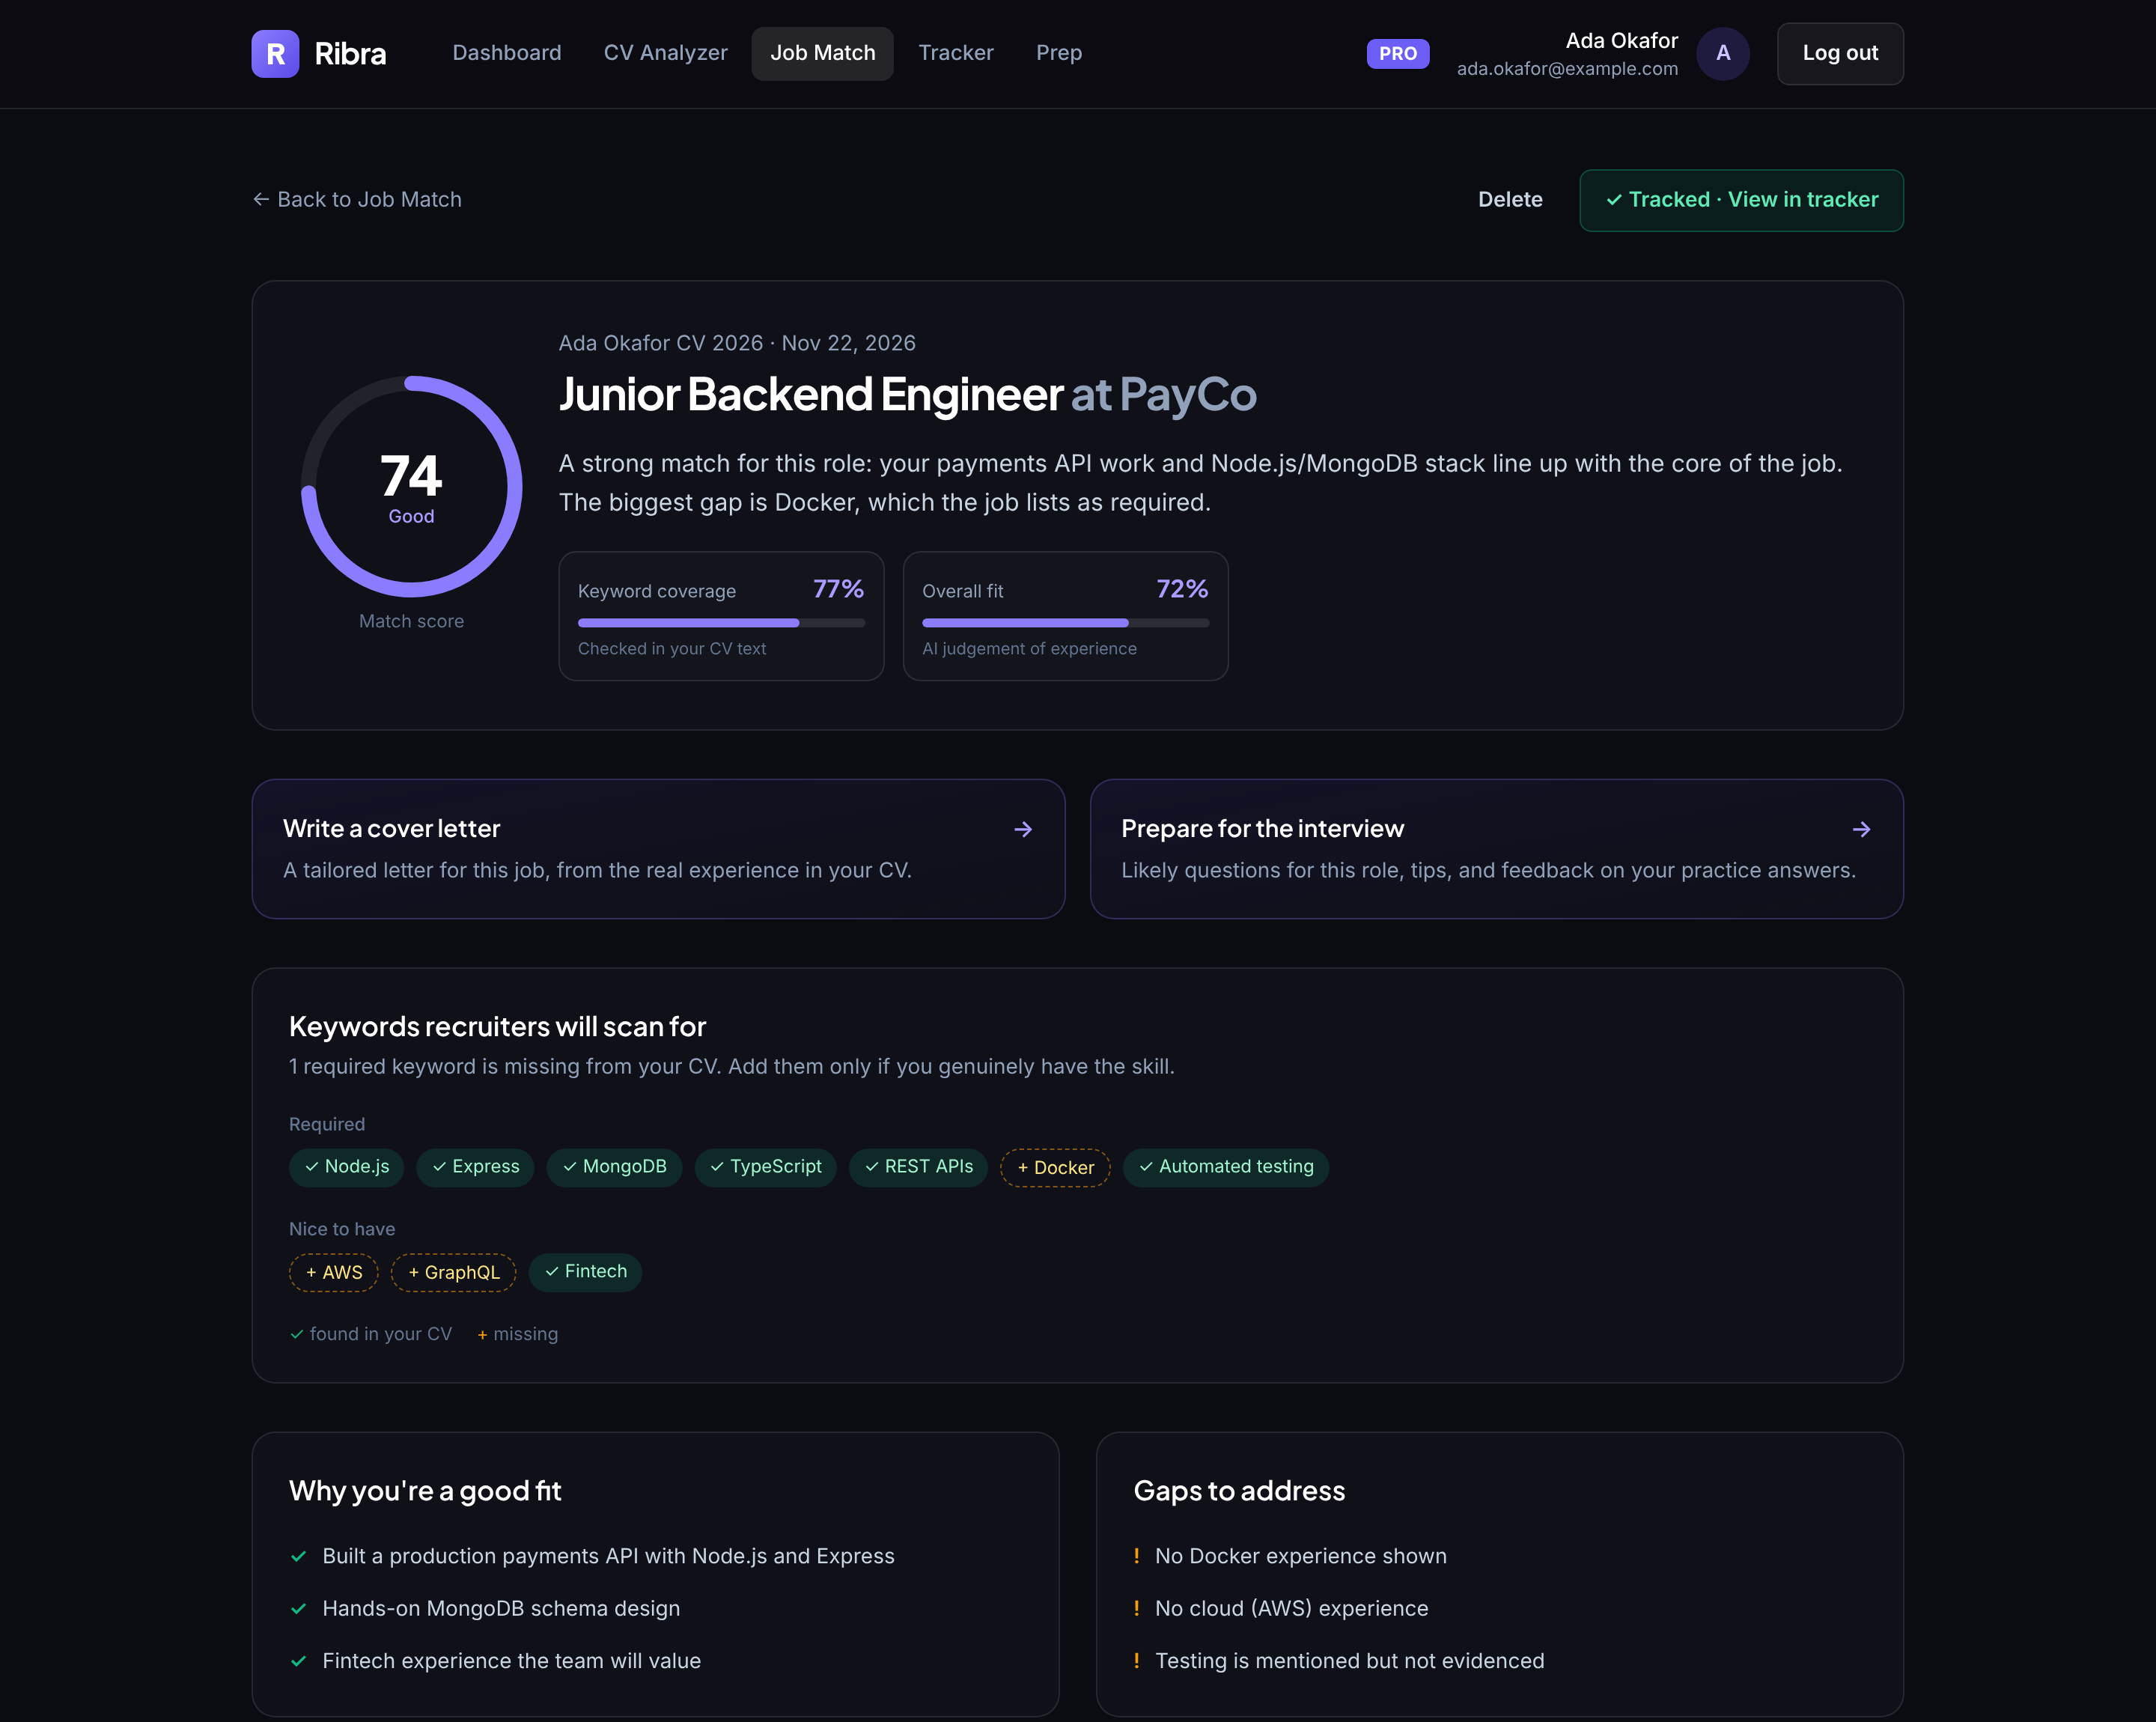 R Ribra Dashboard CV Analyzer Job Match Tracker Prep PRO Ada Okafor A Log out
ada.okafor@example.com
← Back to Job Match Delete ✓ Tracked · View in tracker
Ada Okafor CV 2026 · Nov 22, 2026
Junior Backend Engineer at PayCo
A strong match for this role: your payments API work and Node.js/MongoDB stack line up with the core of the job.
The biggest gap is Docker, which the job lists as required.
74
Good
Match score
Keyword coverage 77%
Checked in your CV text
Overall fit 72%
AI judgement of experience
Write a cover letter →
A tailored letter for this job, from the real experience in your CV.
Prepare for the interview →
Likely questions for this role, tips, and feedback on your practice answers.
Keywords recruiters will scan for
1 required keyword is missing from your CV. Add them only if you genuinely have the skill.
Required
✓ Node.js ✓ Express ✓ MongoDB ✓ TypeScript ✓ REST APIs + Docker ✓ Automated testing
Nice to have
+ AWS + GraphQL ✓ Fintech
✓ found in your CV + missing
Why you're a good fit
✓ Built a production payments API with Node.js and Express
✓ Hands-on MongoDB schema design
✓ Fintech experience the team will value
Gaps to address
! No Docker experience shown
! No cloud (AWS) experience
! Testing is mentioned but not evidenced